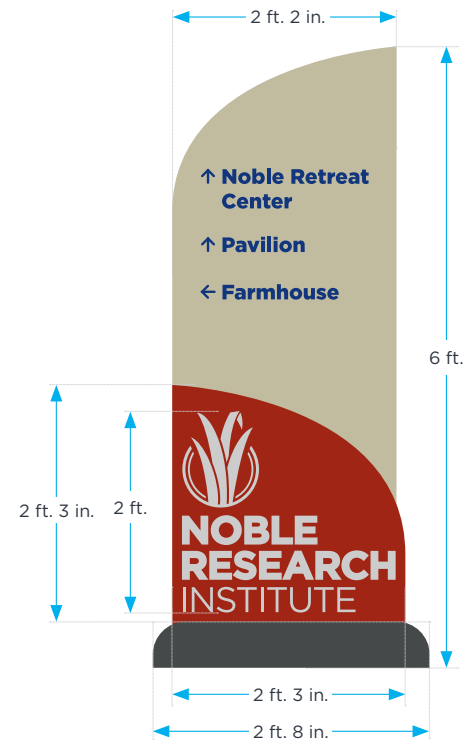 2 ft. 2 in.
↑ Noble Retreat
Center
↑ Pavilion
← Farmhouse
6 ft.
2 ft. 3 in.
2 ft.
NOBLE
RESEARCH
INSTITUTE
2 ft. 3 in.
2 ft. 8 in.